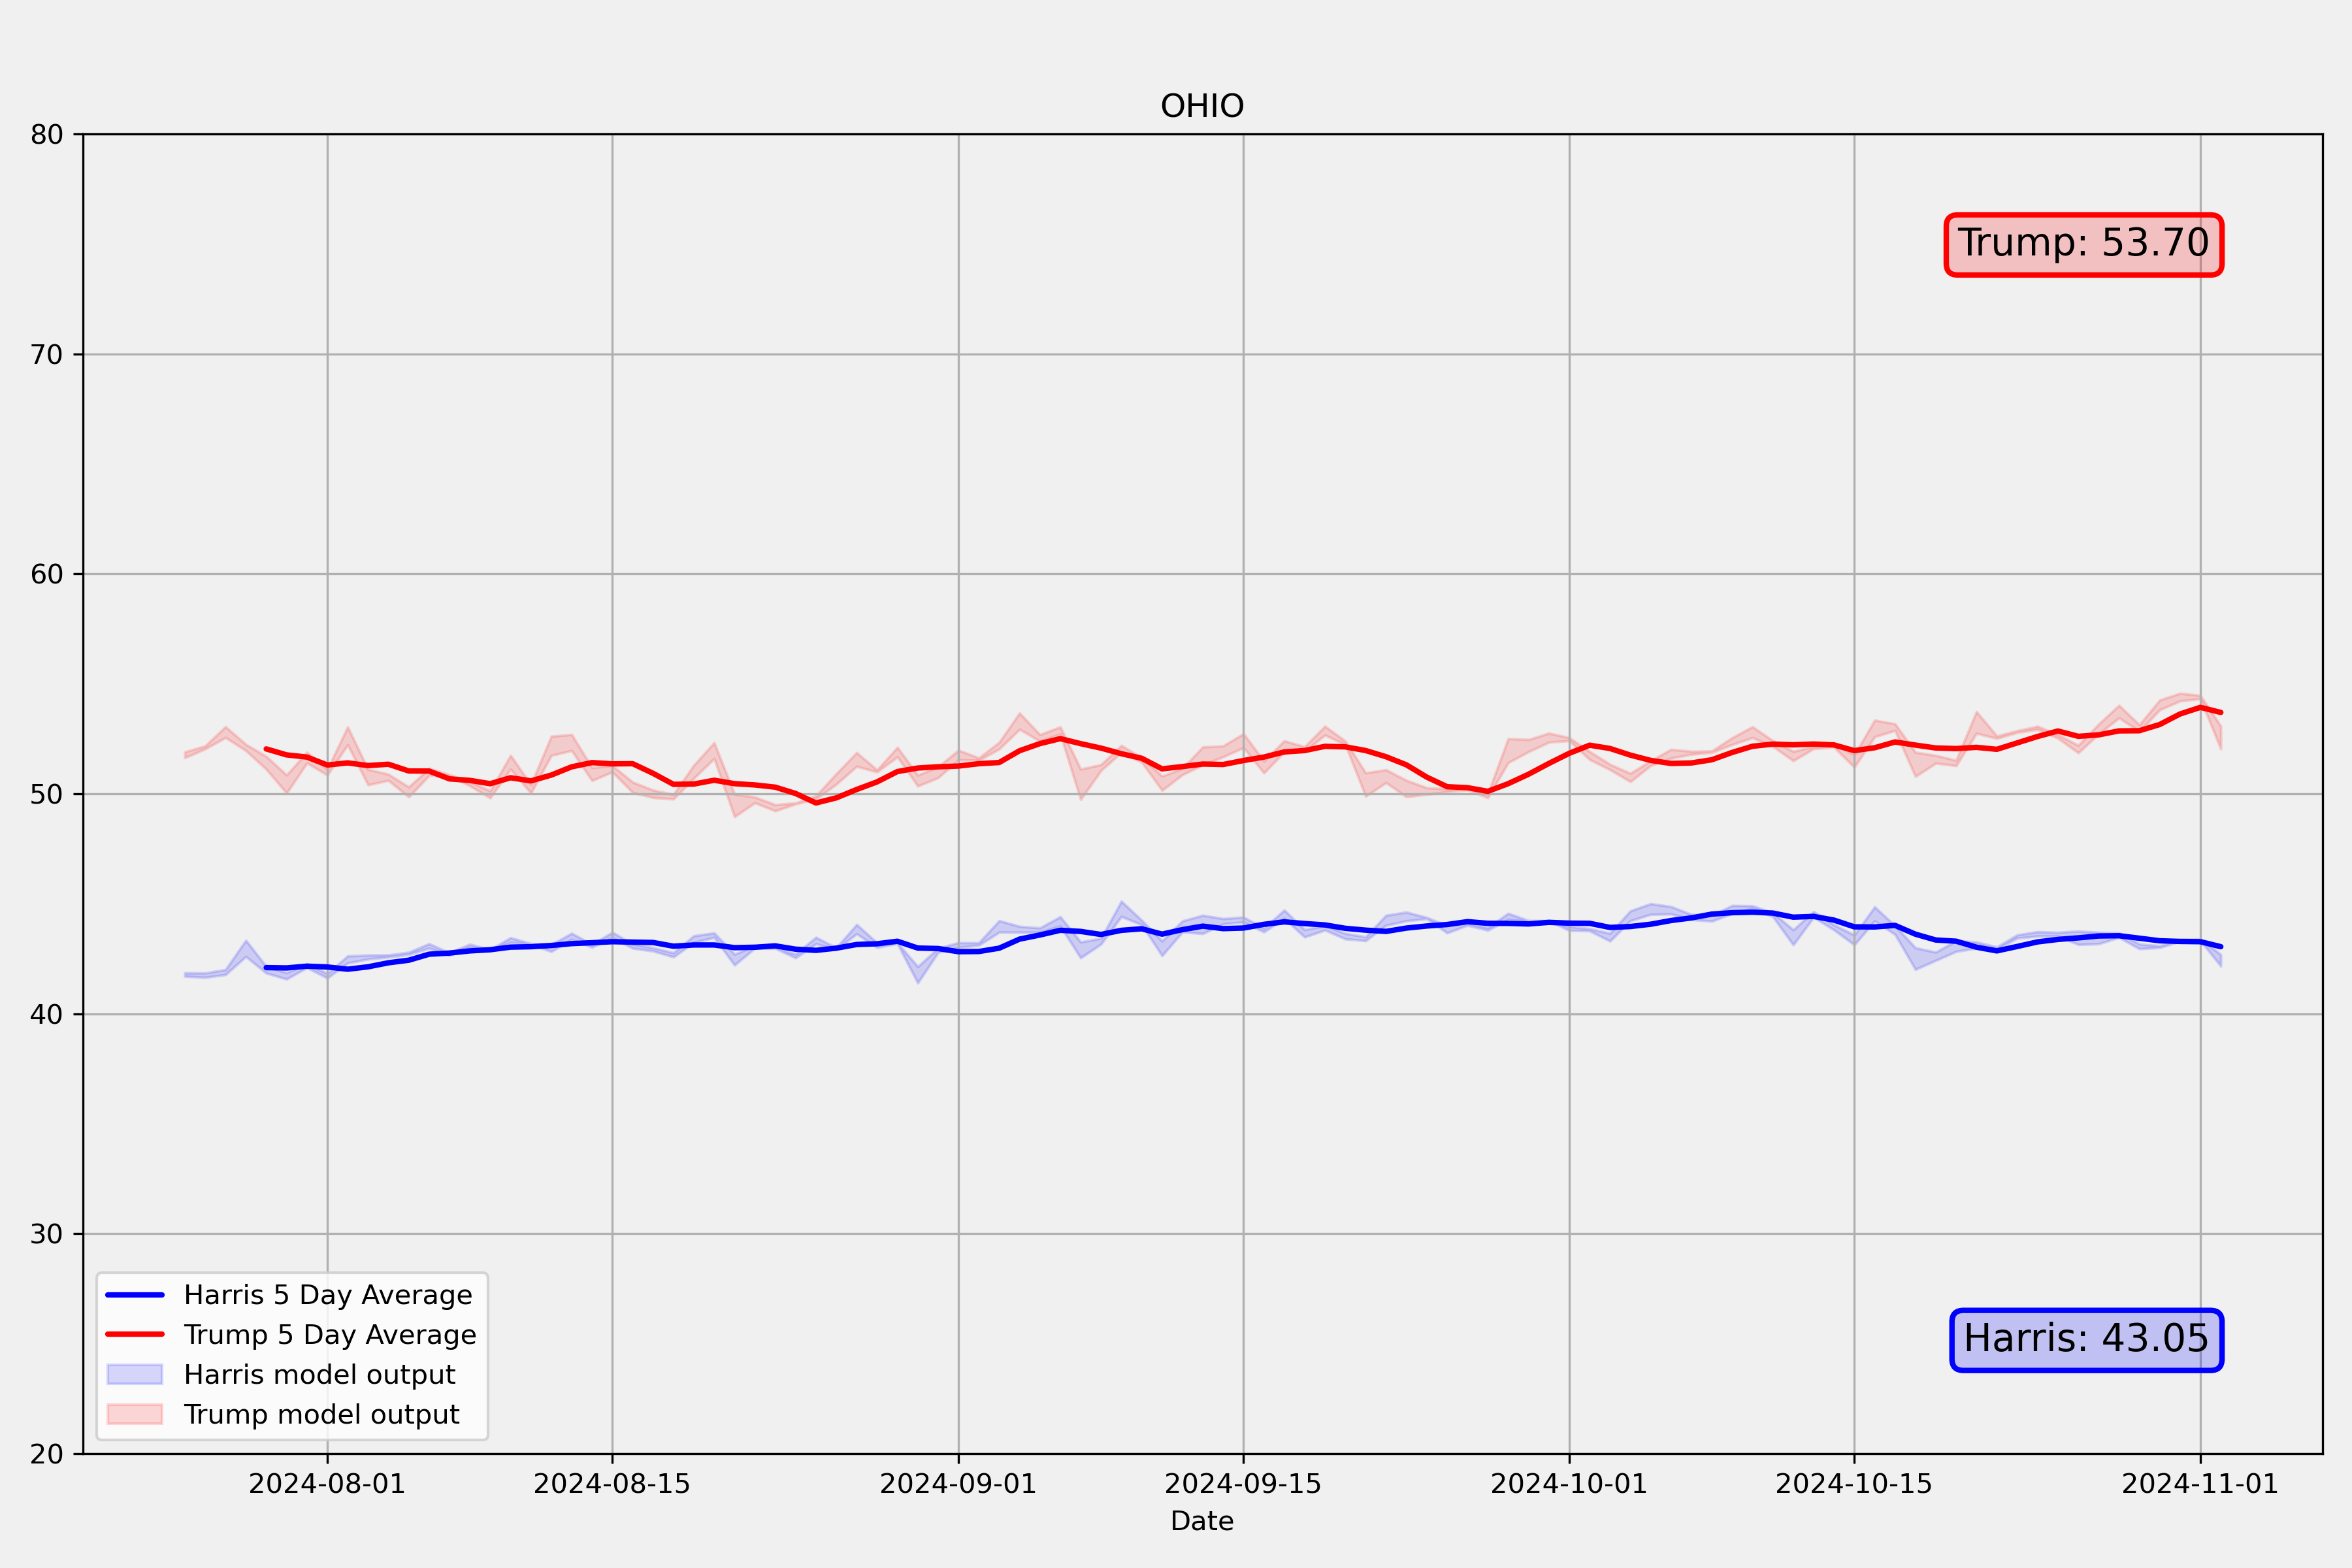 OHIO
80
70
60
50
40
30
20
Trump: 53.70
Harris: 43.05
Harris 5 Day Average
Trump 5 Day Average
Harris model output
Trump model output
2024-08-01
2024-08-15
2024-09-01
2024-09-15
2024-10-01
2024-10-15
2024-11-01
Date